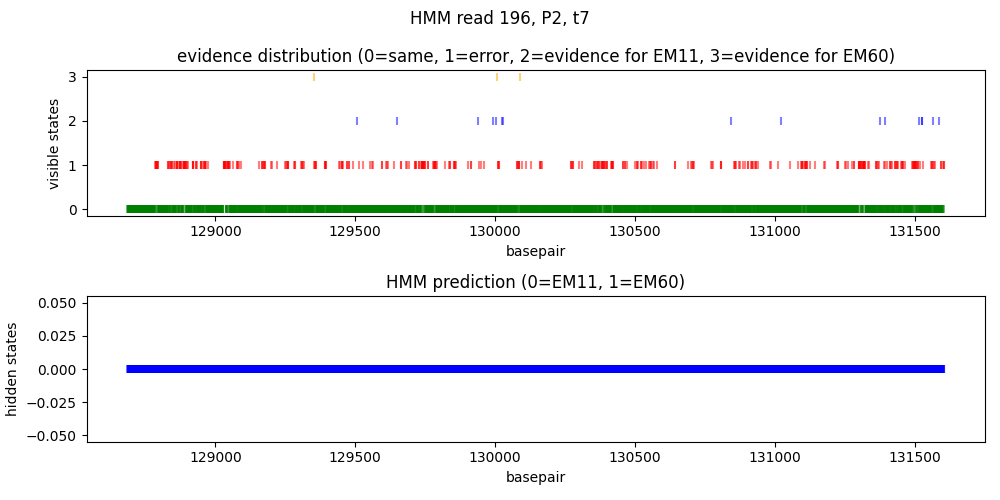 HMM read 196, P2, t7
evidence distribution (0=same, 1=error, 2=evidence for EM11, 3=evidence for EM60)
visible states
3
2
1
0
129000 129500 130000 130500 131000 131500
basepair
HMM prediction (0=EM11, 1=EM60)
hidden states
0.050
0.025
0.000
−0.025
−0.050
129000 129500 130000 130500 131000 131500
basepair